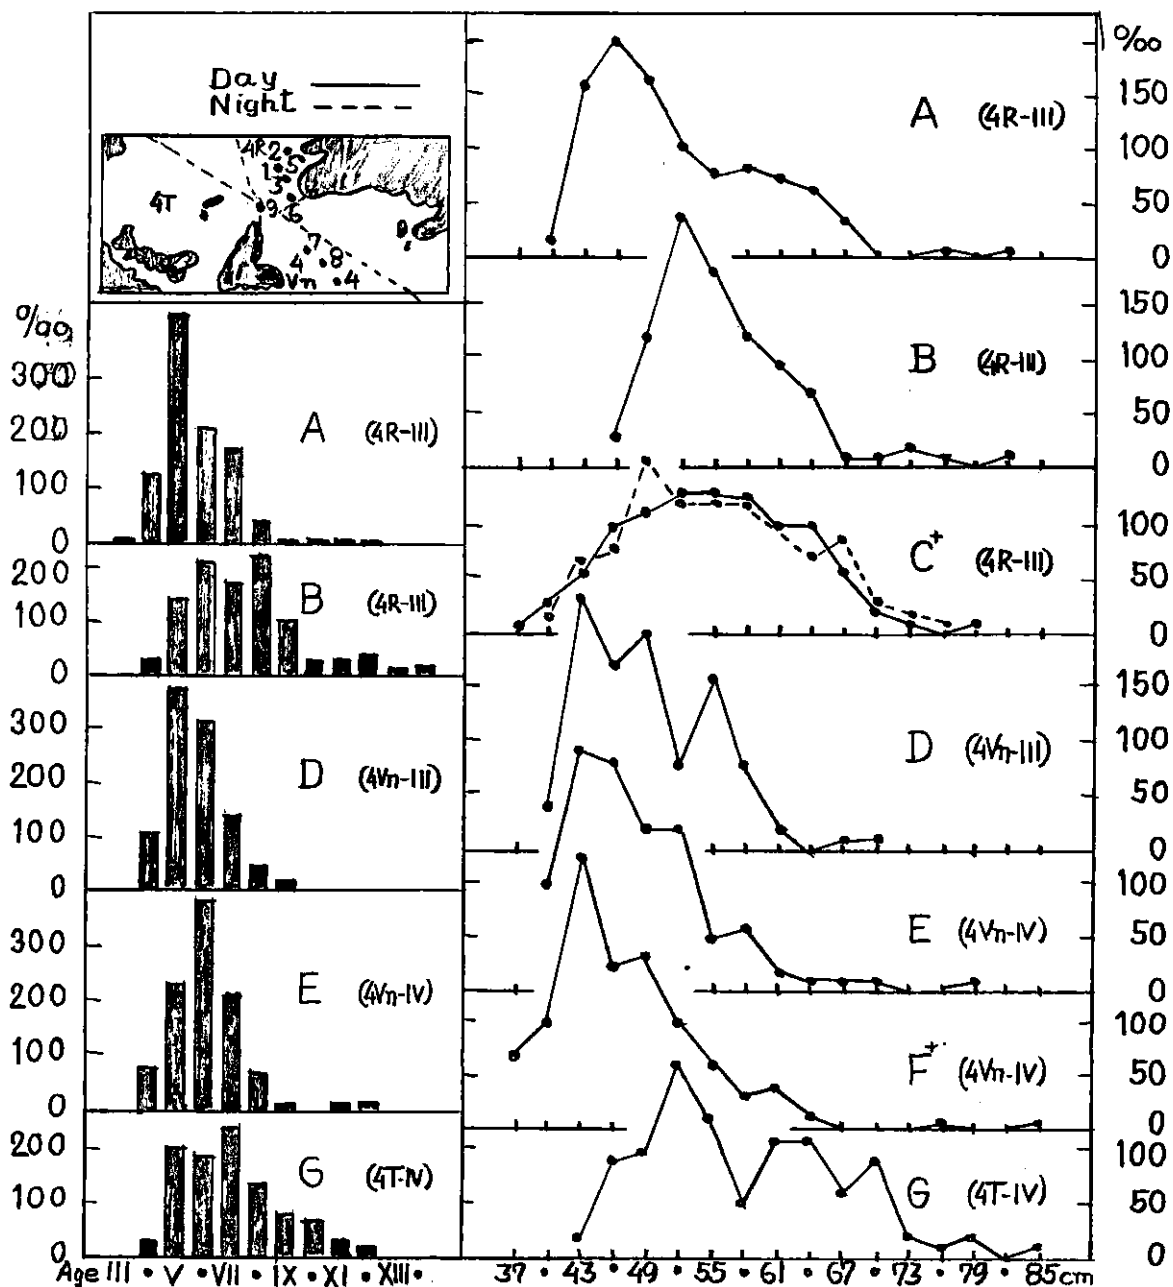 Day
Night
4R 2
1 5
3
4T
9 6
7
4 8
Vn 4
‰
300
200
100
0
A (4R-III)
200
100
0
B (4R-III)
300
200
100
0
D (4Vn-III)
300
200
100
0
E (4Vn-IV)
200
100
0
G (4T-IV)
Age III • V • VII • IX • XI • XIII •
‰
150
100
50
0
A (4R-III)
150
100
50
0
B (4R-III)
100
50
0
C+ (4R-III)
150
100
50
0
D (4Vn-III)
100
50
0
E (4Vn-IV)
100
50
0
F+ (4Vn-IV)
100
50
0
G (4T-IV)
37 • 43 • 49 • 55 • 61 • 67 • 73 • 79 • 85 cm